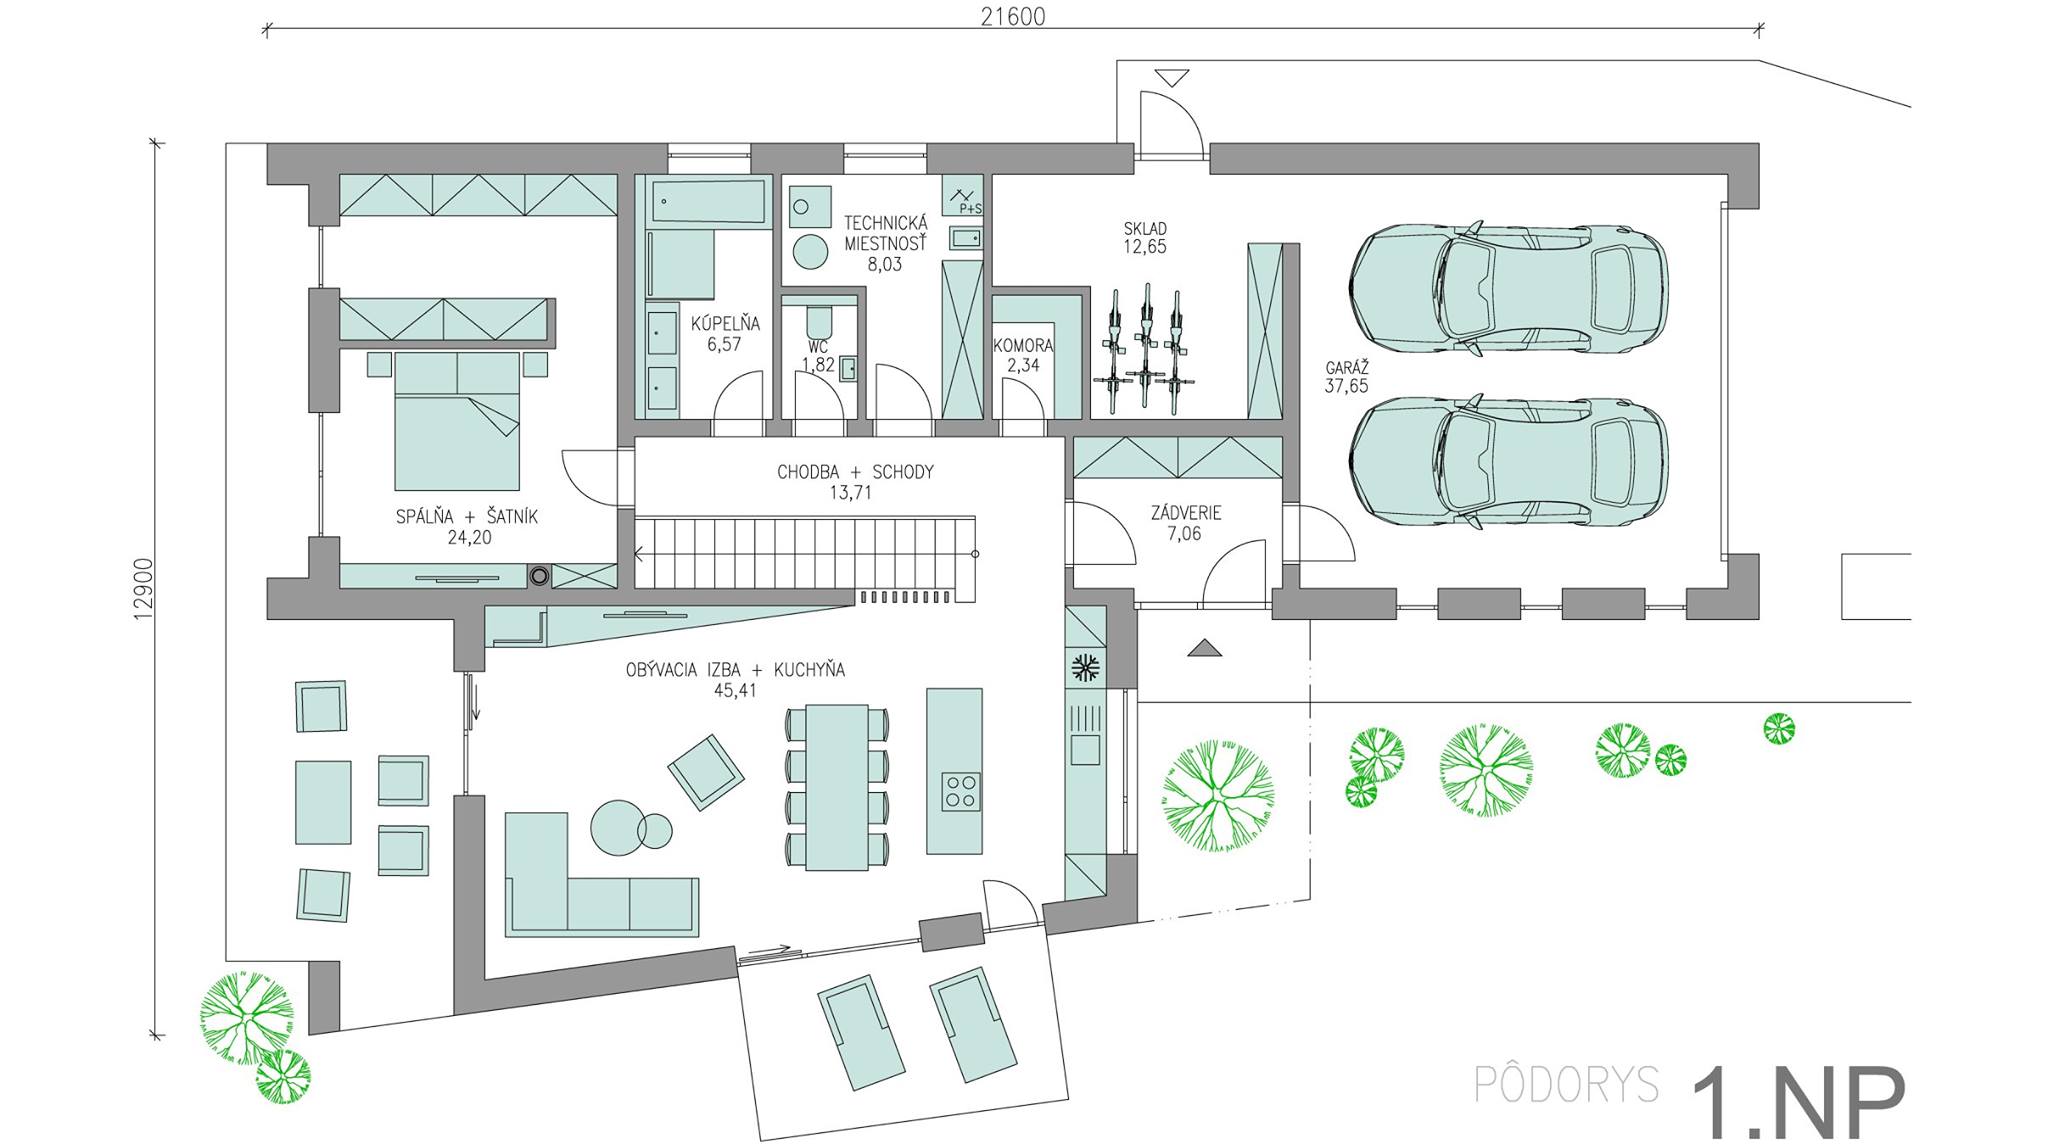 21600
12900
TECHNICKÁ
MIESTNOSŤ
8,03
P+S
SKLAD
12,65
KÚPELŇA
6,57
WC
1,82
KOMORA
2,34
GARÁŽ
37,65
CHODBA + SCHODY
13,71
SPÁLŇA + ŠATNÍK
24,20
ZÁDVERIE
7,06
OBÝVACIA IZBA + KUCHYŇA
45,41
PÔDORYS 1.NP